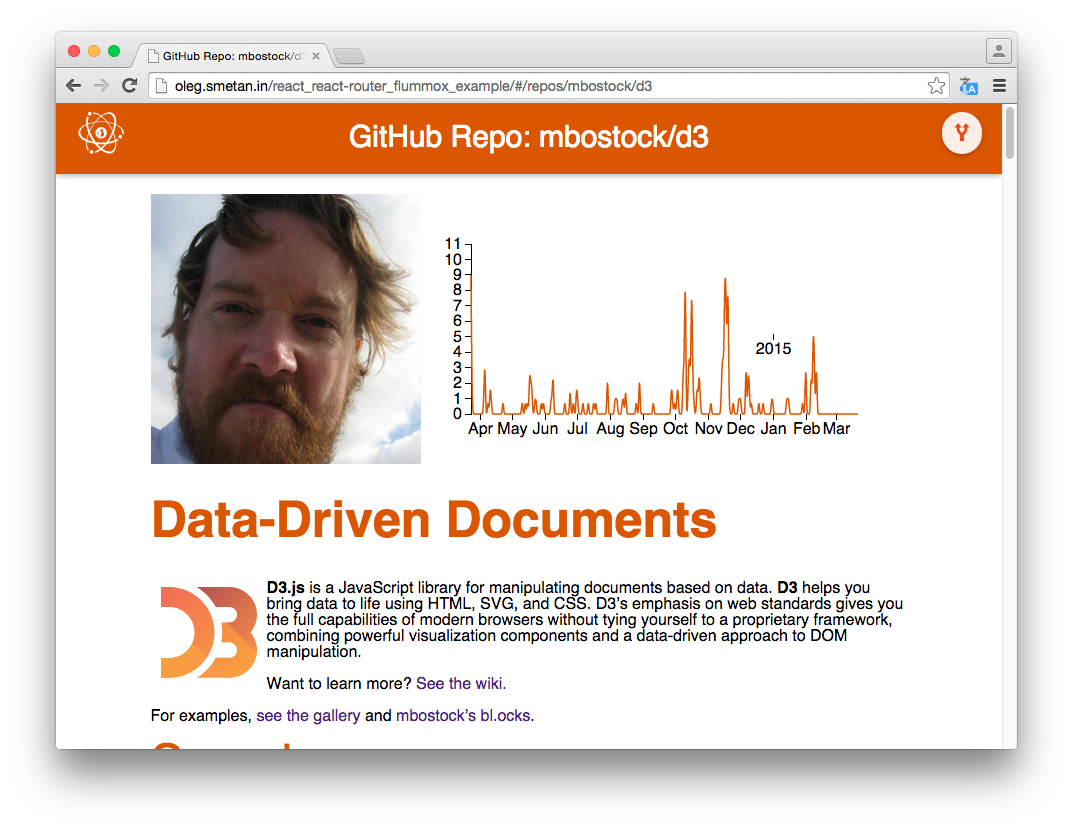 GitHub Repo: mbostock/d3
oleg.smetan.in/react_react-router_flummox_example/#/repos/mbostock/d3
GitHub Repo: mbostock/d3
11
10
9
8
7
6
5
4
3
2
1
0
2015
Apr May Jun Jul Aug Sep Oct Nov Dec Jan Feb Mar
Data-Driven Documents
D3
D3.js is a JavaScript library for manipulating documents based on data. D3 helps you
bring data to life using HTML, SVG, and CSS. D3’s emphasis on web standards gives you
the full capabilities of modern browsers without tying yourself to a proprietary framework,
combining powerful visualization components and a data-driven approach to DOM
manipulation.
Want to learn more? See the wiki.
For examples, see the gallery and mbostock’s bl.ocks.